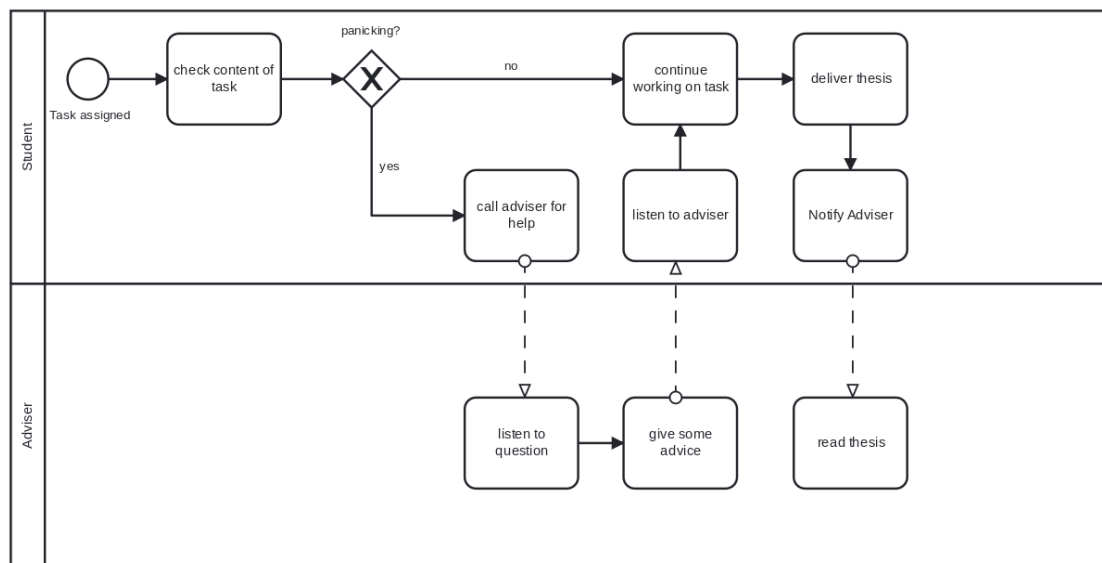 panicking?
check content of
task
no
continue
working on task
deliver thesis
Task assigned
Student
yes
call adviser for
help
listen to adviser
Notify Adviser
Adviser
listen to
question
give some
advice
read thesis